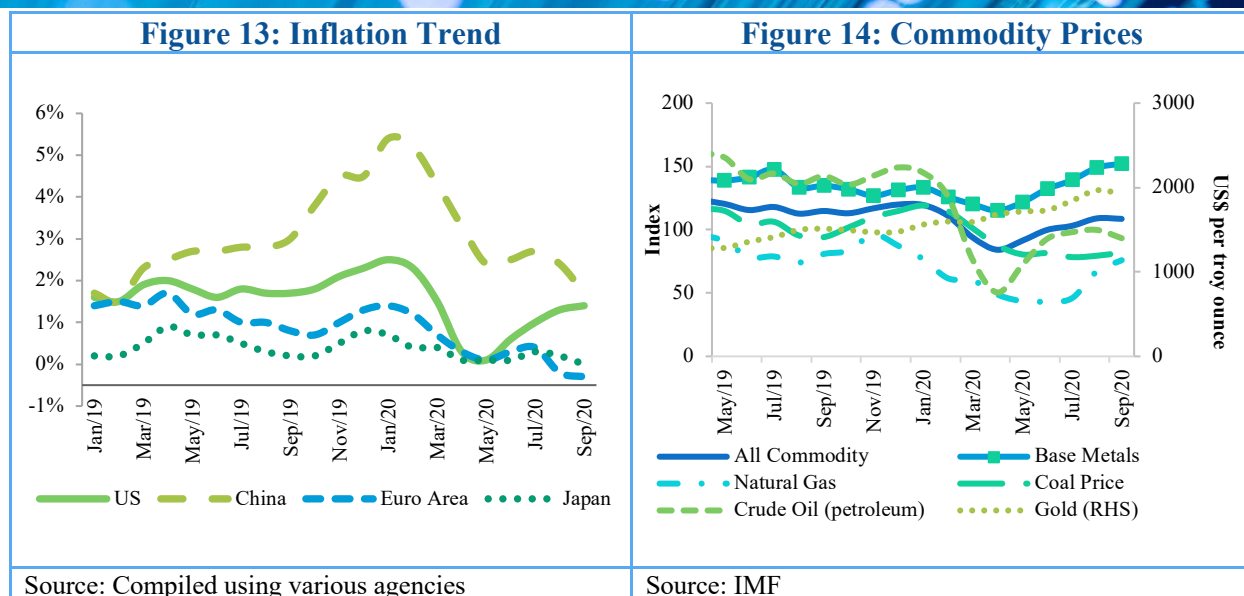 Figure 13: Inflation Trend
6%
5%
4%
3%
2%
1%
0%
-1%
Jan/19
Mar/19
May/19
Jul/19
Sep/19
Nov/19
Jan/20
Mar/20
May/20
Jul/20
Sep/20
US China Euro Area Japan
Source: Compiled using various agencies
Figure 14: Commodity Prices
200
150
100
50
0
Index
3000
2000
1000
0
US$ per troy ounce
May/19
Jul/19
Sep/19
Nov/19
Jan/20
Mar/20
May/20
Jul/20
Sep/20
All Commodity Base Metals
Natural Gas Coal Price
Crude Oil (petroleum) Gold (RHS)
Source: IMF